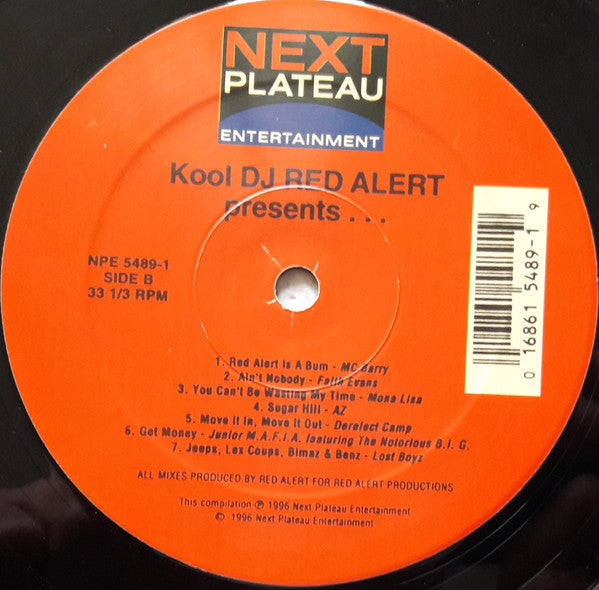 NEXT
PLATEAU
ENTERTAINMENT
Kool DJ RED ALERT
presents . . .
NPE 5489-1
SIDE B
33 1/3 RPM
0 16861 5489-1 9
1. Red Alert Is A Bum - MC Barry
2. Ain't Nobody - Faith Evans
3. You Can't Be Wasting My Time - Mona Lisa
4. Sugar Hill - AZ
5. Move It In, Move It Out - Deralect Camp
6. Get Money - Junior M.A.F.I.A. featuring The Notorious B. I. G.
7. Jeeps, Lex Coups, Bimaz & Benz - Lost Boyz
ALL MIXES PRODUCED BY RED ALERT FOR RED ALERT PRODUCTIONS
This compilation ℗ 1996 Next Plateau Entertainment
© 1996 Next Plateau Entertainment